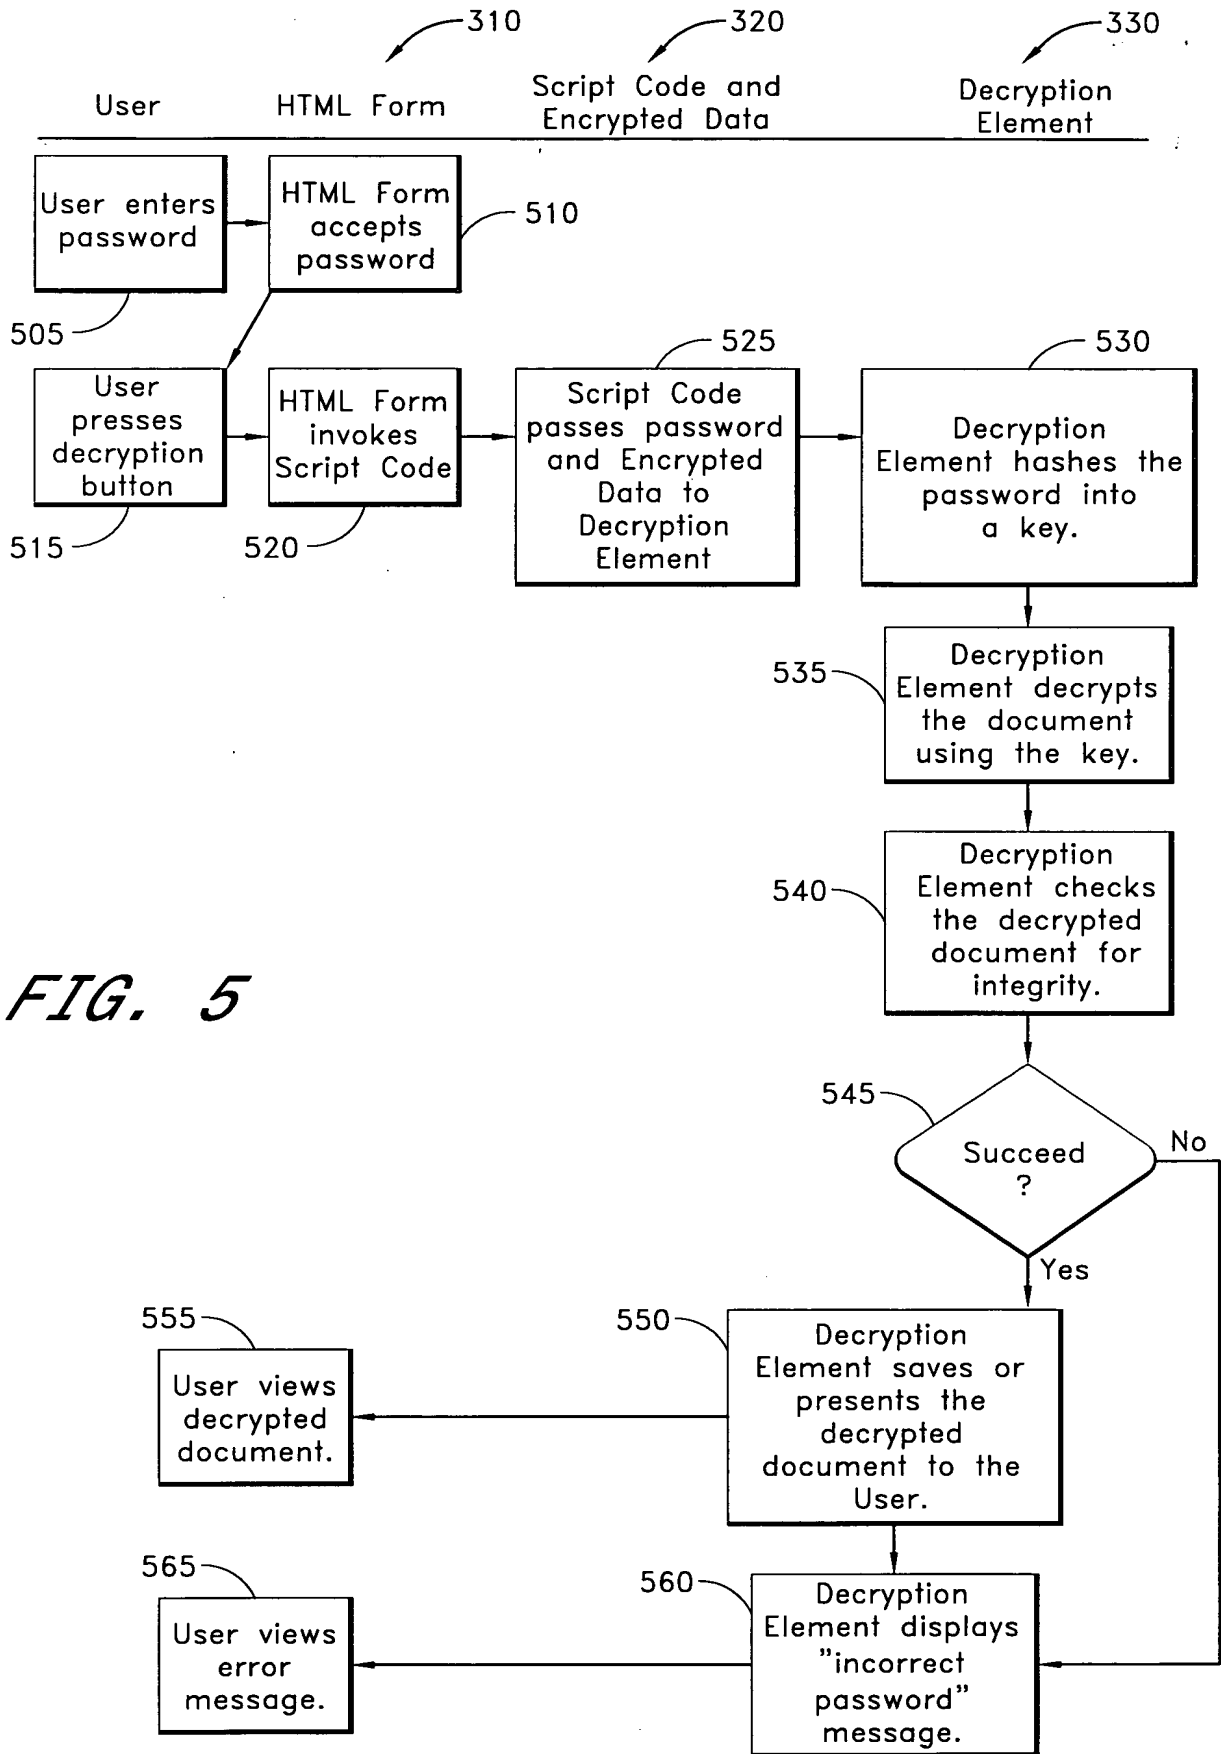 310
320
330
User
HTML Form
Script Code and
Encrypted Data
Decryption
Element
User enters
password
505
HTML Form
accepts
password
510
User
presses
decryption
button
515
HTML Form
invokes
Script Code
520
525
Script Code
passes password
and Encrypted
Data to
Decryption
Element
530
Decryption
Element hashes the
password into
a key.
535
Decryption
Element decrypts
the document
using the key.
540
Decryption
Element checks
the decrypted
document for
integrity.
FIG. 5
545
Succeed
?
No
Yes
550
Decryption
Element saves or
presents the
decrypted
document to the
User.
555
User views
decrypted
document.
560
Decryption
Element displays
"incorrect
password"
message.
565
User views
error
message.